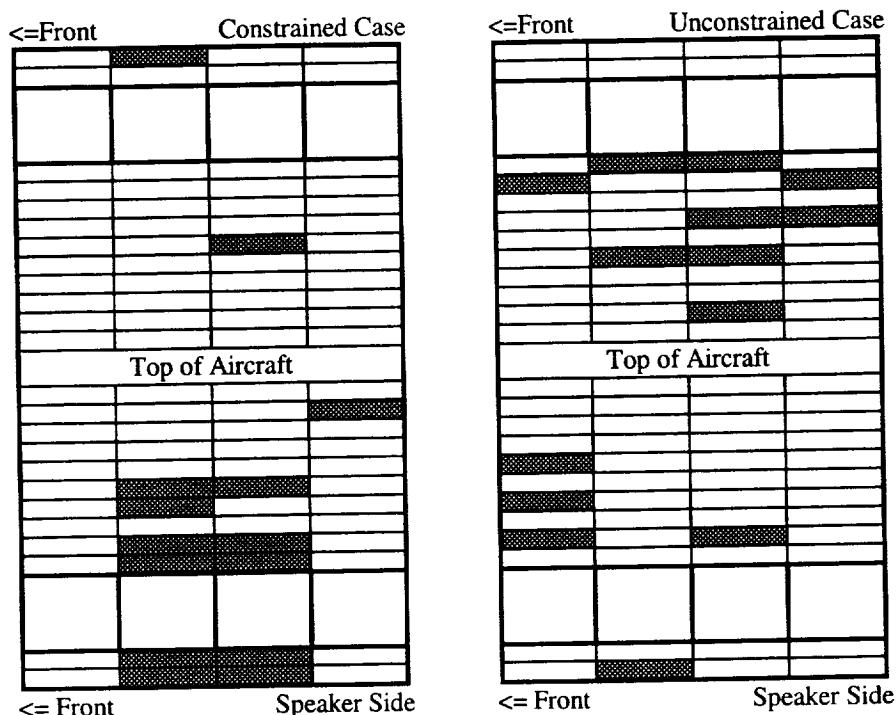 <=Front Constrained Case
Top of Aircraft
<= Front Speaker Side
<=Front Unconstrained Case
Top of Aircraft
<= Front Speaker Side